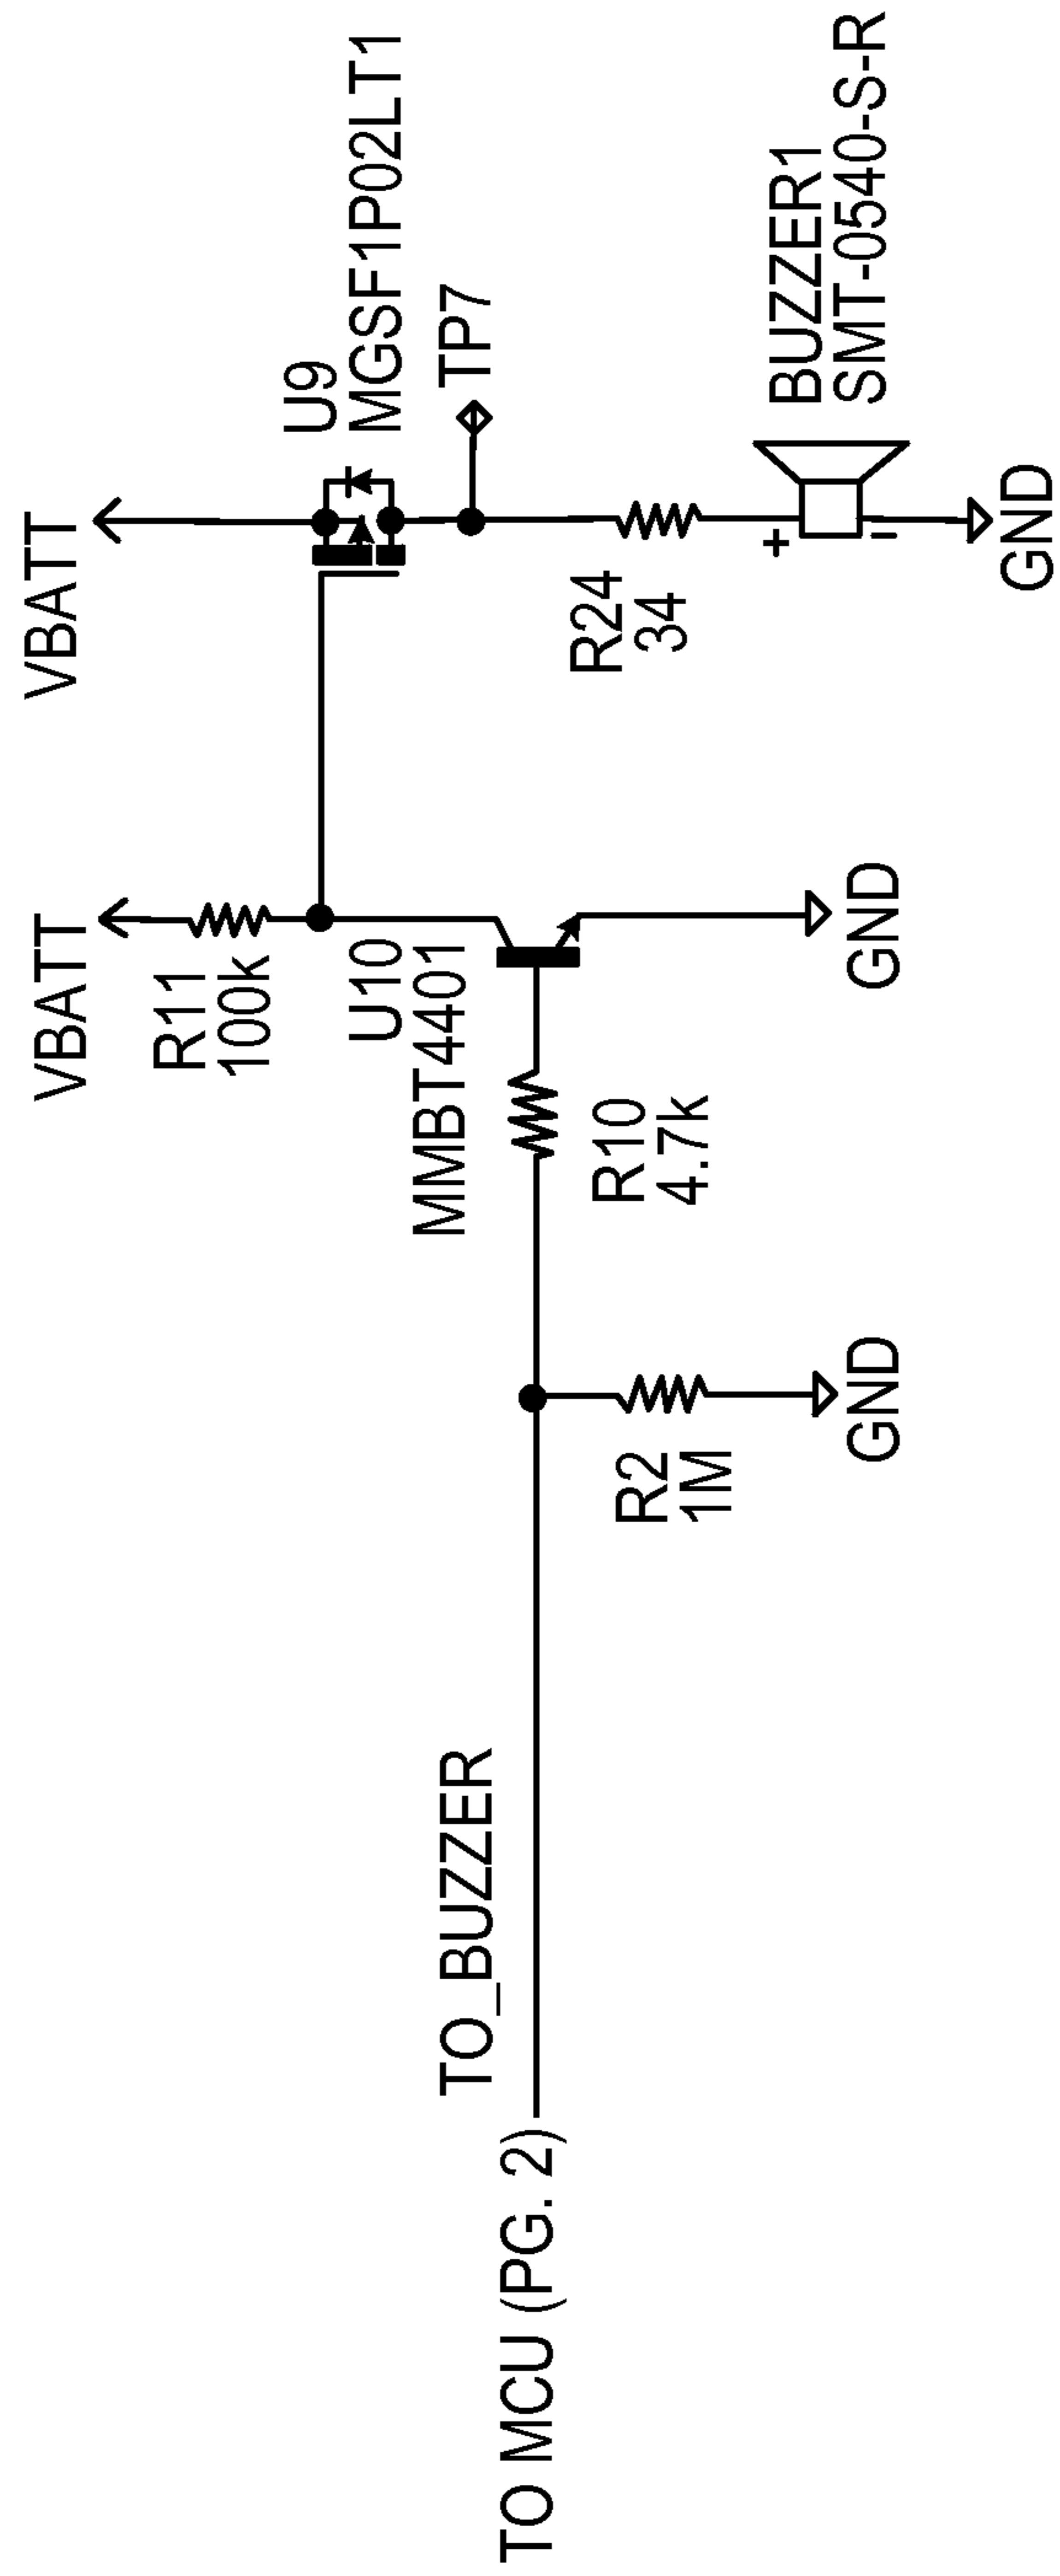 TO MCU (PG. 2)
TO_BUZZER
R2
1M
GND
R10
4.7k
VBATT
R11
100k
U10
MMBT4401
GND
VBATT
U9
MGSF1P02LT1
TP7
R24
34
+
-
BUZZER1
SMT-0540-S-R
GND